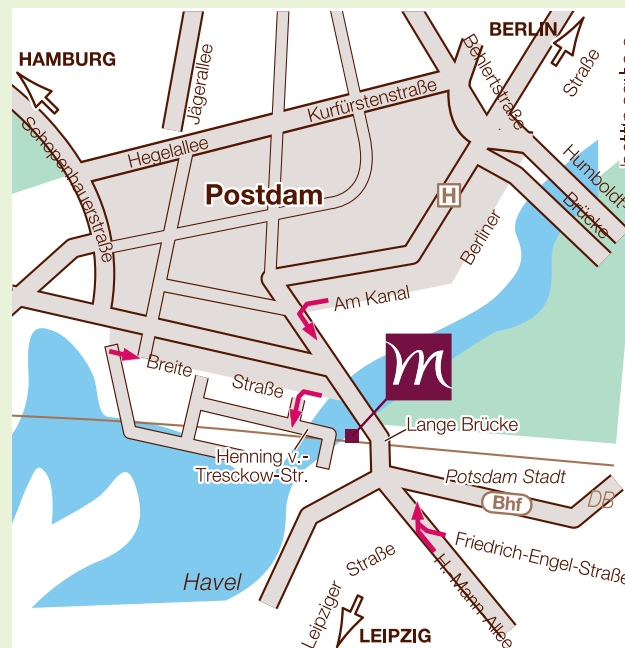 HAMBURG
BERLIN
Straße
Behlertstraße
Jägerallee
Kurfürstenstraße
Hegelallee
Schopenhauerstraße
Humboldt-
Brücke
Postdam
H
Berliner
Am Kanal
m
Breite
Straße
Lange Brücke
Henning v.-
Tresckow-Str.
Potsdam Stadt
Bhf
DB
Friedrich-Engel-Straße
H. Mann-Allee
Havel
Leipziger
Straße
LEIPZIG